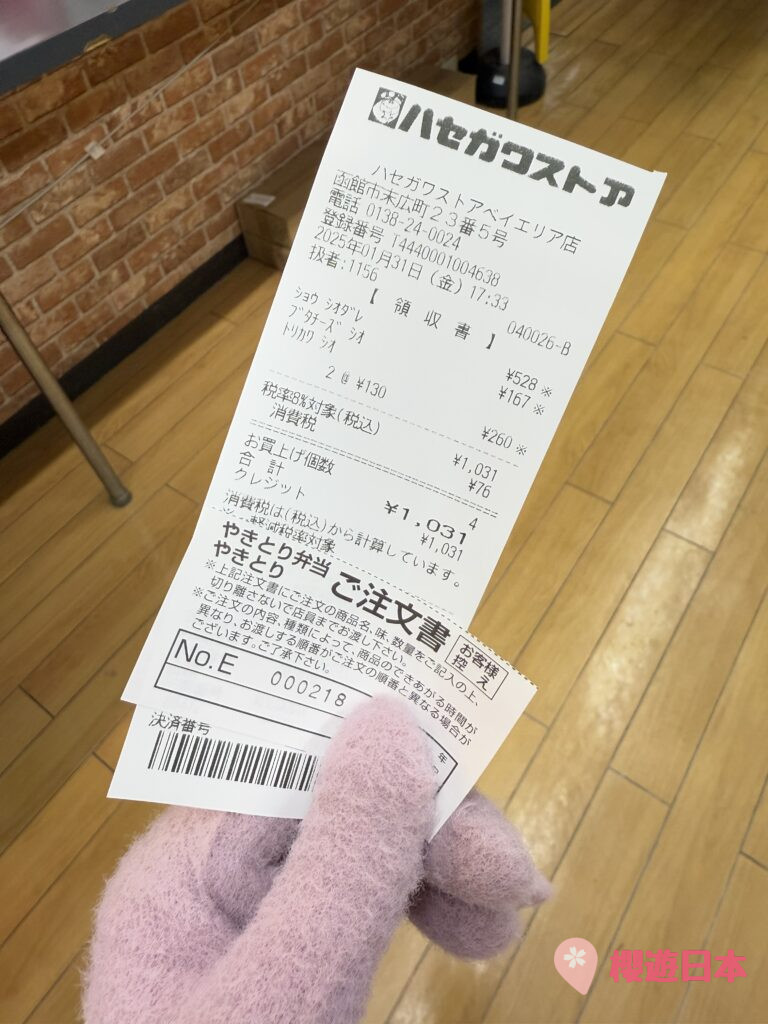 ハセガワストア
ハセガワストアベイエリア店
函館市末広町23番5号
電話 0138-24-0024
登録番号 T4440001004638
2025年01月31日(金)17:33
扱者:1156
040026-B
【 領 収 書 】
ショウ シオダレ ¥528 ※
ブタチーズ シオ ¥167 ※
トリカワ シオ
2 @ ¥130 ¥260 ※
税率8%対象(税込) ¥1,031
消費税 ¥76
お買上げ個数 4
合 計 ¥1,031
クレジット ¥1,031
消費税は(税込)から計算しています。
※ 軽減税率対象
やきとり弁当
やきとり
ご注文書
お客様
控 え
※上記注文書にご注文の商品名、味、数量をご記入の上、
切り離さないで店員までお渡し下さい。
※ご注文の内容、種類によって、商品のできあがる時間が
異なり、お渡しする順番がご注文の順番と異なる場合が
ございます。ご了承下さい。
No.E 000218
年
決済番号
櫻遊日本